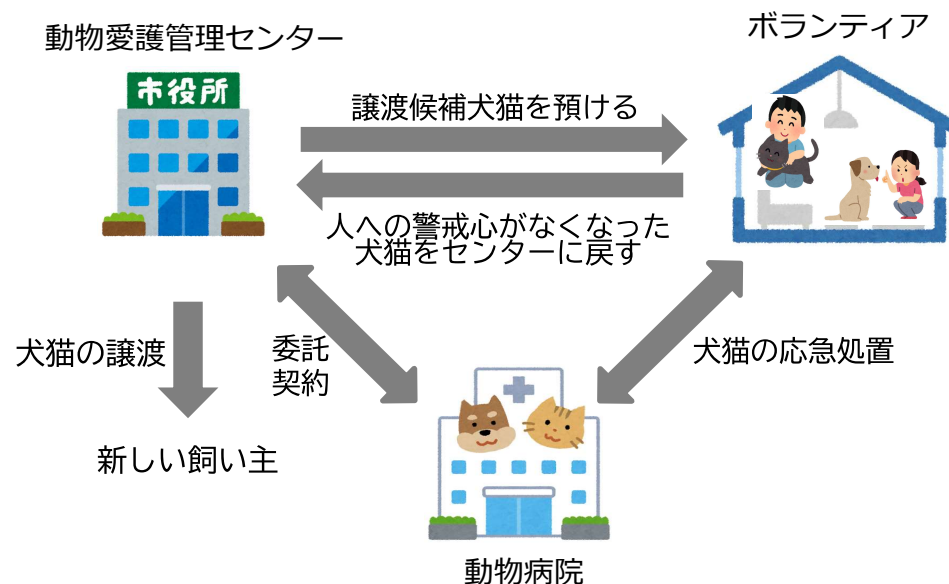 動物愛護管理センター
ボランティア
市役所
譲渡候補犬猫を預ける
人への警戒心がなくなった
犬猫をセンターに戻す
犬猫の譲渡
委託
契約
犬猫の応急処置
新しい飼い主
動物病院